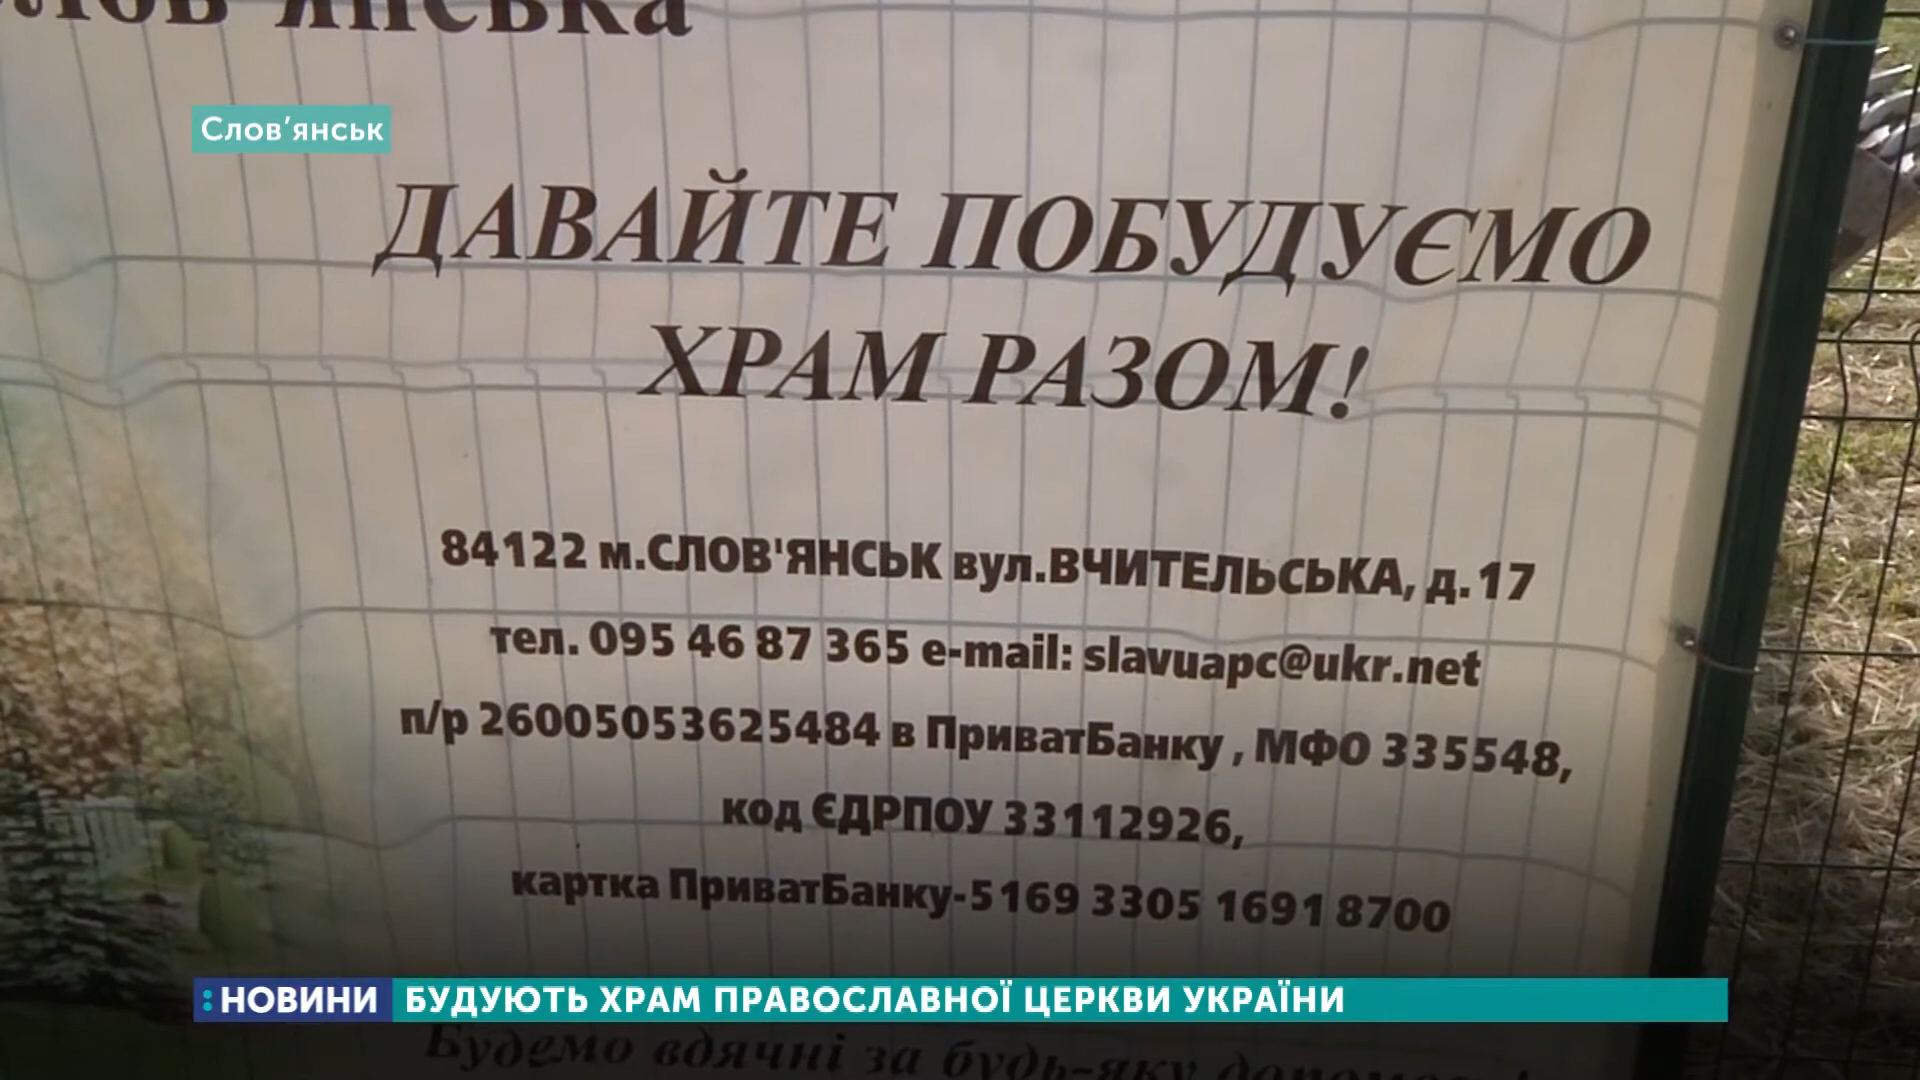 Слов'янська
Слов'янськ
ДАВАЙТЕ ПОБУДУЄМО
ХРАМ РАЗОМ!
84122 м.СЛОВ'ЯНСЬК вул.ВЧИТЕЛЬСЬКА, д.17
тел. 095 46 87 365 e-mail: slavuapc@ukr.net
п/р 26005053625484 в ПриватБанку , МФО 335548,
код ЄДРПОУ 33112926,
картка ПриватБанку-5169 3305 1691 8700
:НОВИНИ БУДУЮТЬ ХРАМ ПРАВОСЛАВНОЇ ЦЕРКВИ УКРАЇНИ
Будемо вдячні за будь-яку